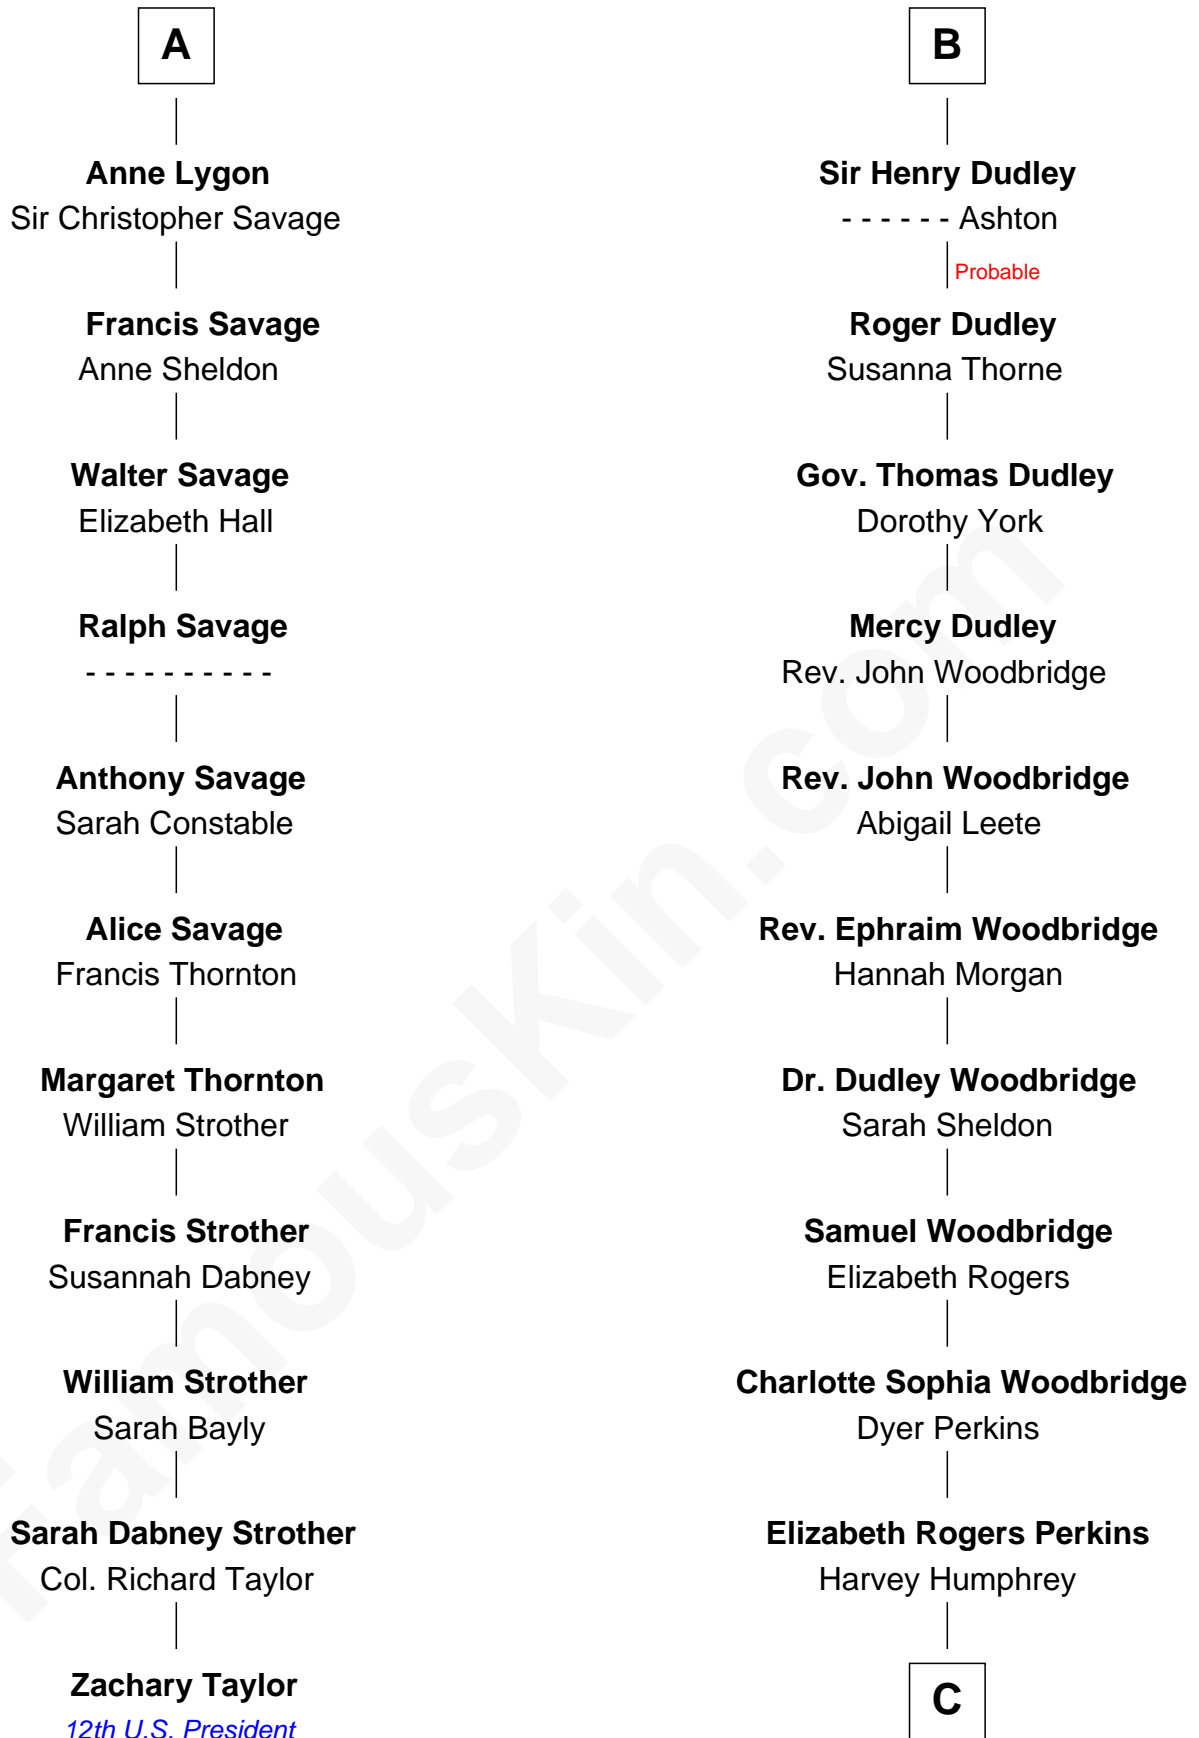 A
Anne Lygon
Sir Christopher Savage
Francis Savage
Anne Sheldon
Walter Savage
Elizabeth Hall
Ralph Savage
- - - - - - - - - -
Anthony Savage
Sarah Constable
Alice Savage
Francis Thornton
Margaret Thornton
William Strother
Francis Strother
Susannah Dabney
William Strother
Sarah Bayly
Sarah Dabney Strother
Col. Richard Taylor
Zachary Taylor
12th U.S. President
B
Sir Henry Dudley
- - - - - - Ashton
Probable
Roger Dudley
Susanna Thorne
Gov. Thomas Dudley
Dorothy York
Mercy Dudley
Rev. John Woodbridge
Rev. John Woodbridge
Abigail Leete
Rev. Ephraim Woodbridge
Hannah Morgan
Dr. Dudley Woodbridge
Sarah Sheldon
Samuel Woodbridge
Elizabeth Rogers
Charlotte Sophia Woodbridge
Dyer Perkins
Elizabeth Rogers Perkins
Harvey Humphrey
C
FamousKin.com